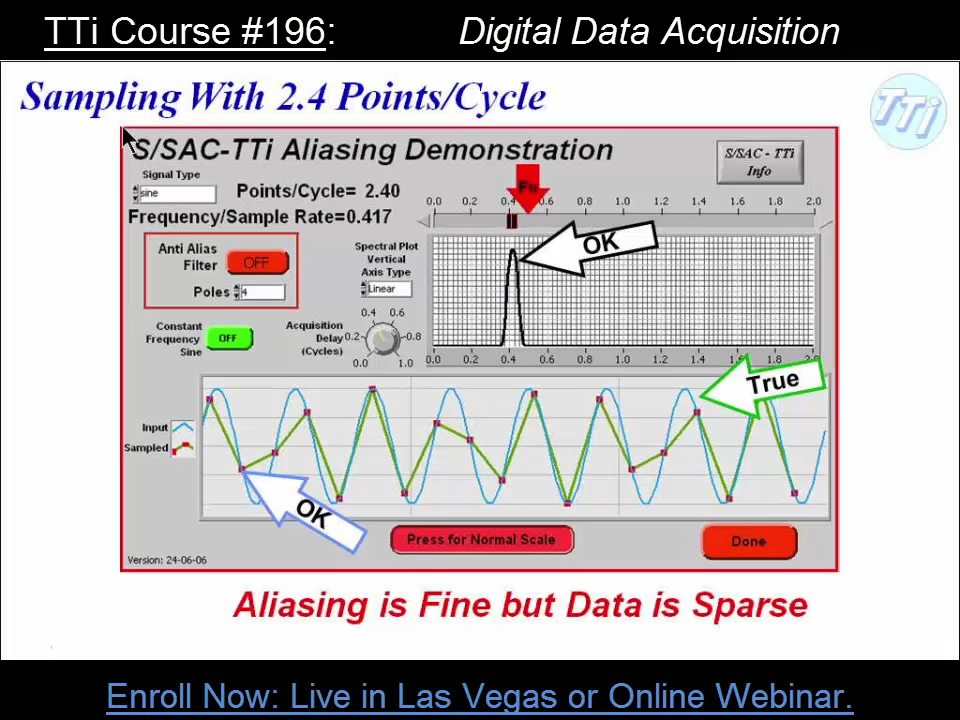 TTi Course #196: Digital Data Acquisition
Sampling With 2.4 Points/Cycle
TTi
S/SAC-TTi Aliasing Demonstration
S/SAC - TTi
Info
Signal Type
sine
Points/Cycle= 2.40
Frequency/Sample Rate=0.417
Fn
0.0 0.2 0.4 0.6 0.8 1.0 1.2 1.4 1.6 1.8 2.0
Anti Alias
Filter
OFF
Poles 4
Spectral Plot
Vertical
Axis Type
Linear
OK
Constant
Frequency
Sine
OFF
Acquisition
Delay
(Cycles)
0.4 0.6
0.2 0.8
0.0 1.0
0.0 0.2 0.4 0.6 0.8 1.0 1.2 1.4 1.6 1.8 2.0
True
Input
Sampled
OK
Press for Normal Scale
Done
Version: 24-06-06
Aliasing is Fine but Data is Sparse
Enroll Now: Live in Las Vegas or Online Webinar.